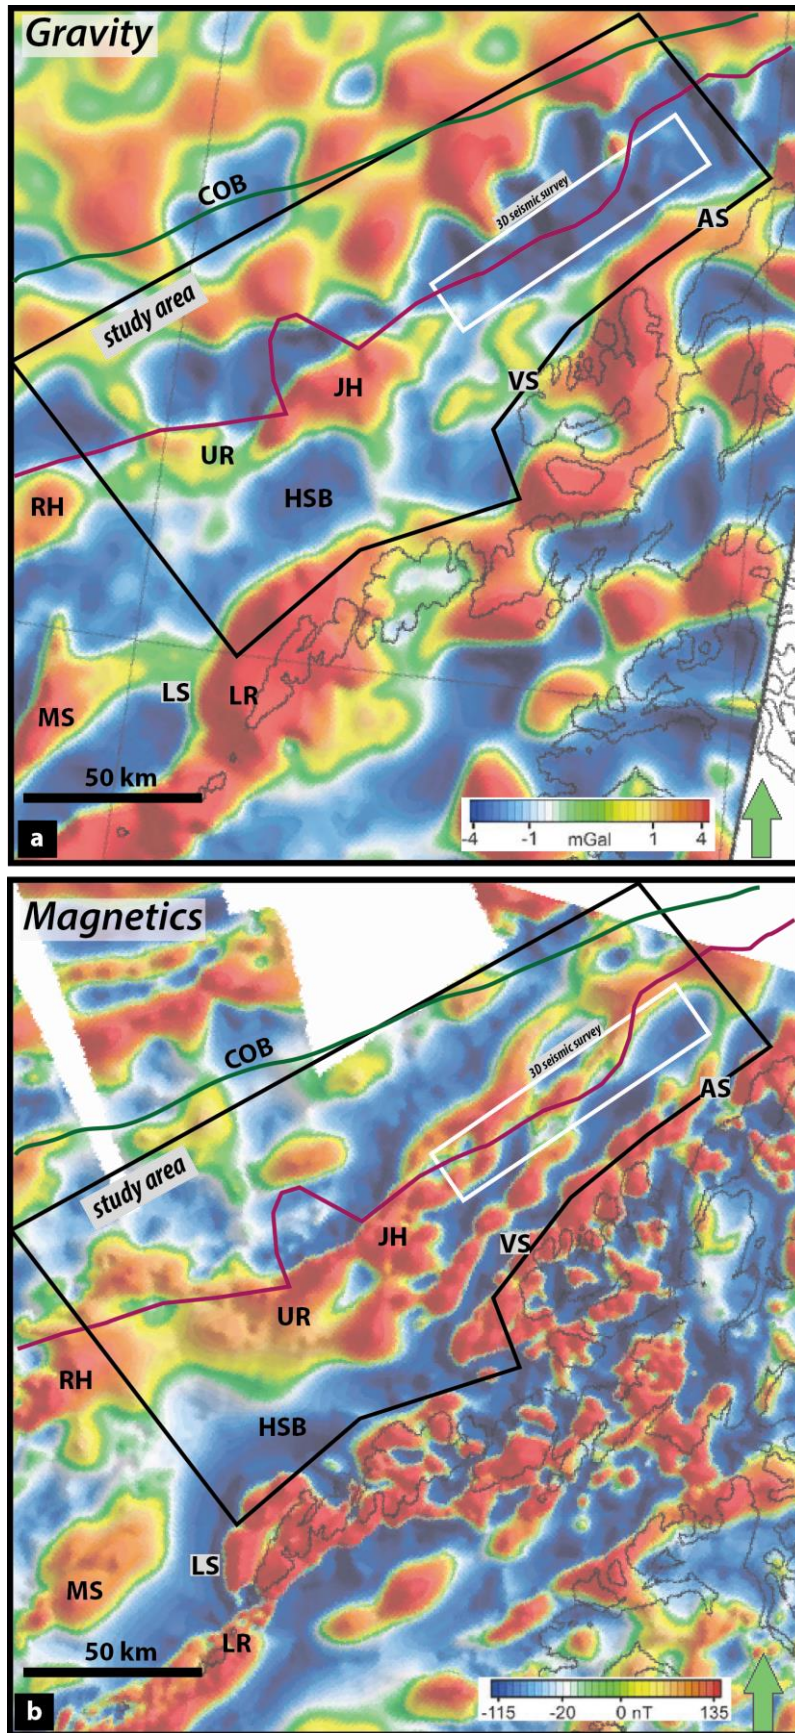 Gravity
COB
3D seismic survey
AS
study area
VS
JH
UR
HSB
RH
LS
LR
MS
50 km
-4 -1 mGal 1 4
a
Magnetics
COB
3D seismic survey
AS
study area
JH
VS
UR
RH
HSB
LS
MS
LR
50 km
-115 -20 0 nT 135
b